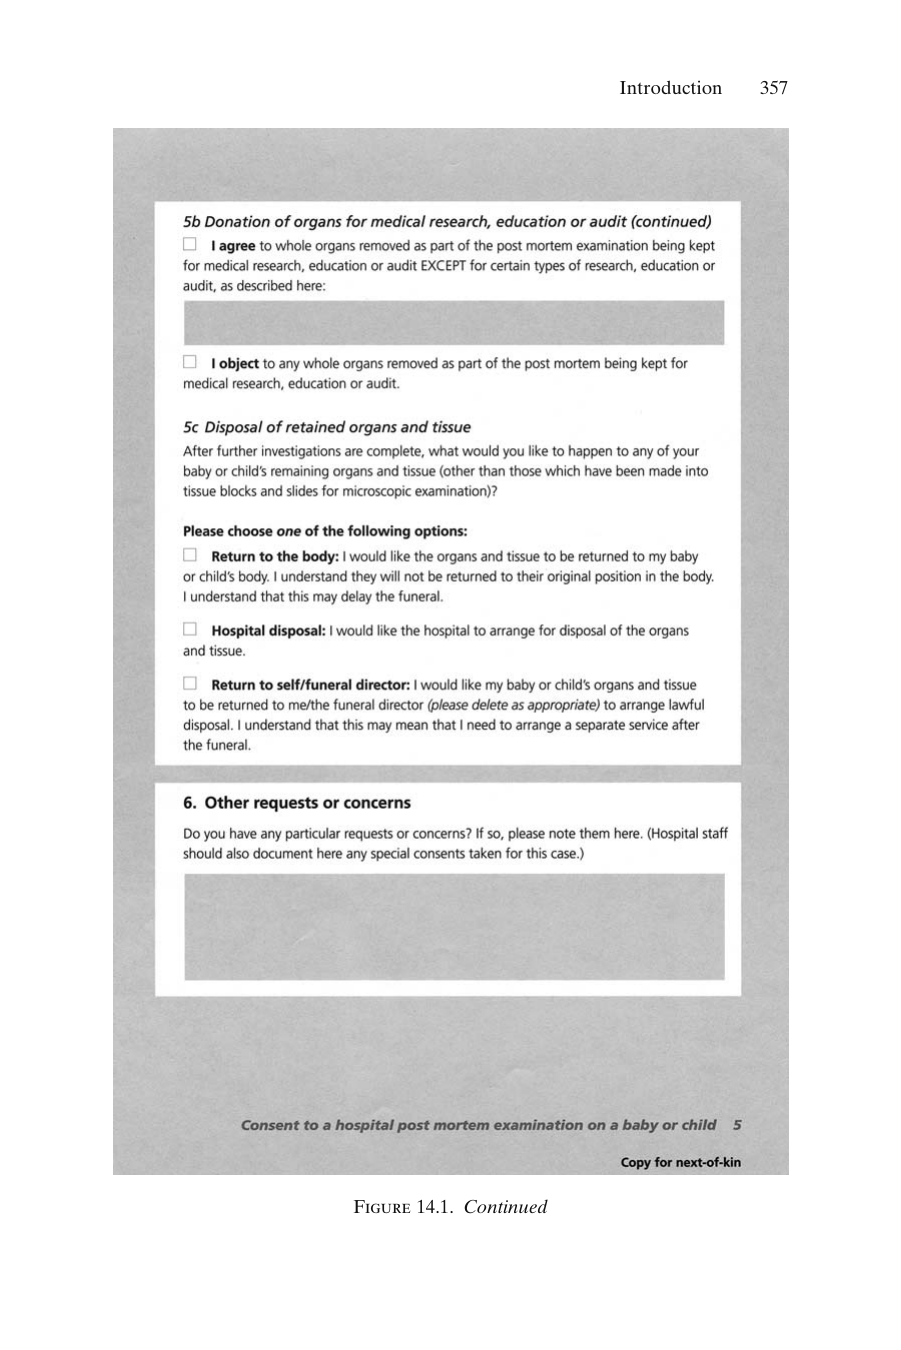 Introduction 357
5b Donation of organs for medical research, education or audit (continued)
☐ I agree to whole organs removed as part of the post mortem examination being kept
for medical research, education or audit EXCEPT for certain types of research, education or
audit, as described here:
☐ I object to any whole organs removed as part of the post mortem being kept for
medical research, education or audit.
5c Disposal of retained organs and tissue
After further investigations are complete, what would you like to happen to any of your
baby or child's remaining organs and tissue (other than those which have been made into
tissue blocks and slides for microscopic examination)?
Please choose one of the following options:
☐ Return to the body: I would like the organs and tissue to be returned to my baby
or child's body. I understand they will not be returned to their original position in the body.
I understand that this may delay the funeral.
☐ Hospital disposal: I would like the hospital to arrange for disposal of the organs
and tissue.
☐ Return to self/funeral director: I would like my baby or child's organs and tissue
to be returned to me/the funeral director (please delete as appropriate) to arrange lawful
disposal. I understand that this may mean that I need to arrange a separate service after
the funeral.
6. Other requests or concerns
Do you have any particular requests or concerns? If so, please note them here. (Hospital staff
should also document here any special consents taken for this case.)
Consent to a hospital post mortem examination on a baby or child 5
Copy for next-of-kin
Figure 14.1. Continued